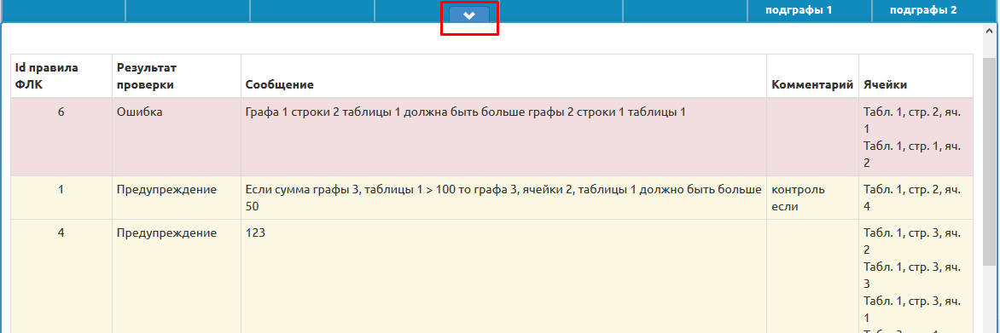 подграфы 1 подграфы 2
Id правила ФЛК Результат проверки Сообщение Комментарий Ячейки
6 Ошибка Графа 1 строки 2 таблицы 1 должна быть больше графы 2 строки 1 таблицы 1 Табл. 1, стр. 2, яч.
1
Табл. 1, стр. 1, яч.
2
1 Предупреждение Если сумма графы 3, таблицы 1 > 100 то графа 3, ячейки 2, таблицы 1 должно быть больше
50
контроль
если
Табл. 1, стр. 2, яч.
4
4 Предупреждение 123 Табл. 1, стр. 3, яч.
2
Табл. 1, стр. 3, яч.
3
Табл. 1, стр. 3, яч.
1